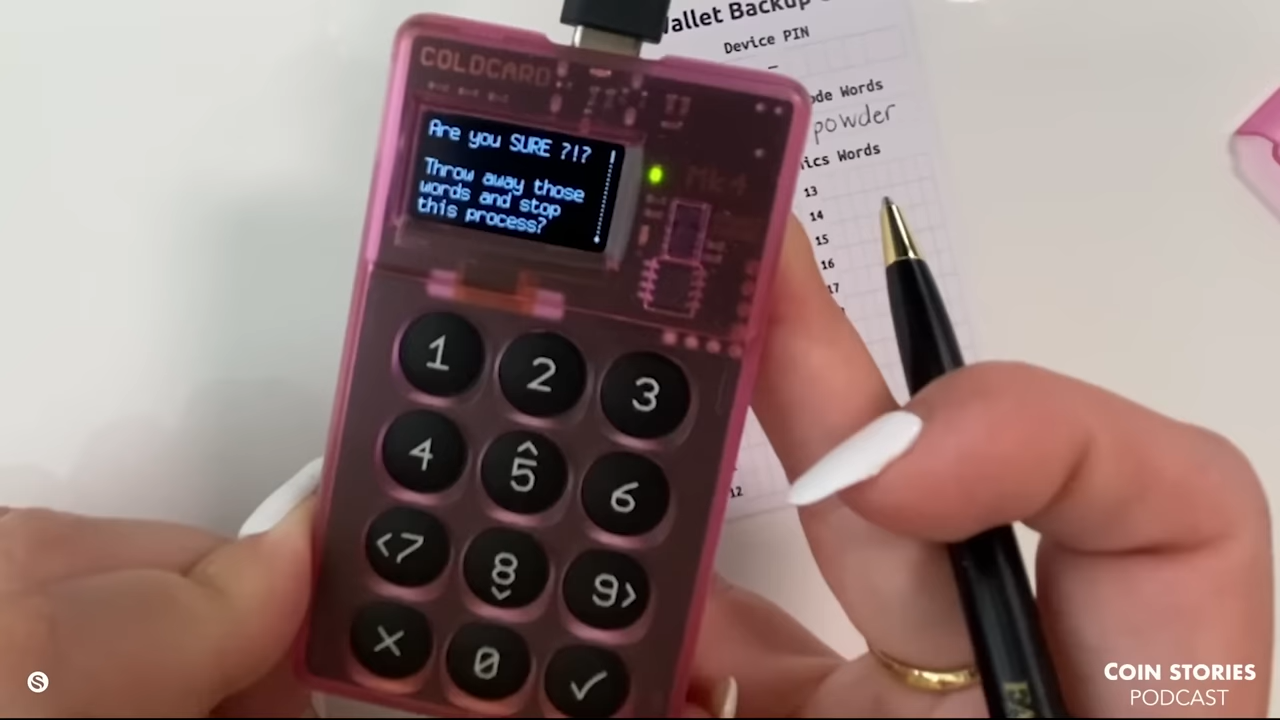 Wallet Backup
Device PIN
COLDCARD
Words
powder
Words
Are you SURE ?!?
Throw away those
words and stop
this process?
Mk4
13
14
15
16
17
12
1 2 3
4 5 6
<7 8 9>
X 0 ✓
COIN STORIES
PODCAST